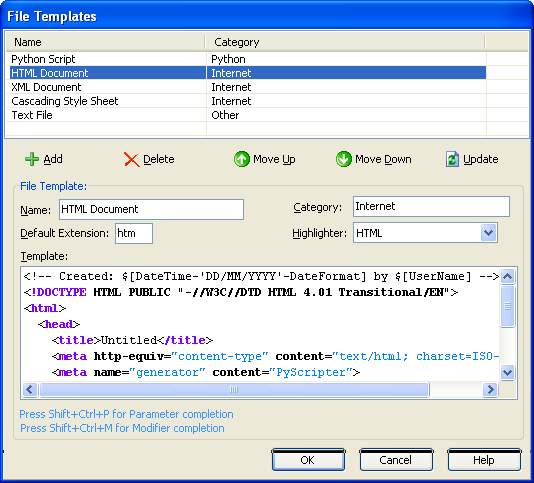 File Templates
Name Category
Python Script Python
HTML Document Internet
XML Document Internet
Cascading Style Sheet Internet
Text File Other
Add Delete Move Up Move Down Update
File Template:
Name: HTML Document Category: Internet
Default Extension: htm Highlighter: HTML
Template:
<!-- Created: $[DateTime-'DD/MM/YYYY'-DateFormat] by $[UserName] -->
<!DOCTYPE HTML PUBLIC "-//W3C//DTD HTML 4.01 Transitional/EN">
<html>
<head>
<title>Untitled</title>
<meta http-equiv="content-type" content="text/html; charset=ISO-
<meta name="generator" content="PyScripter">
Press Shift+Ctrl+P for Parameter completion
Press Shift+Ctrl+M for Modifier completion
OK Cancel Help